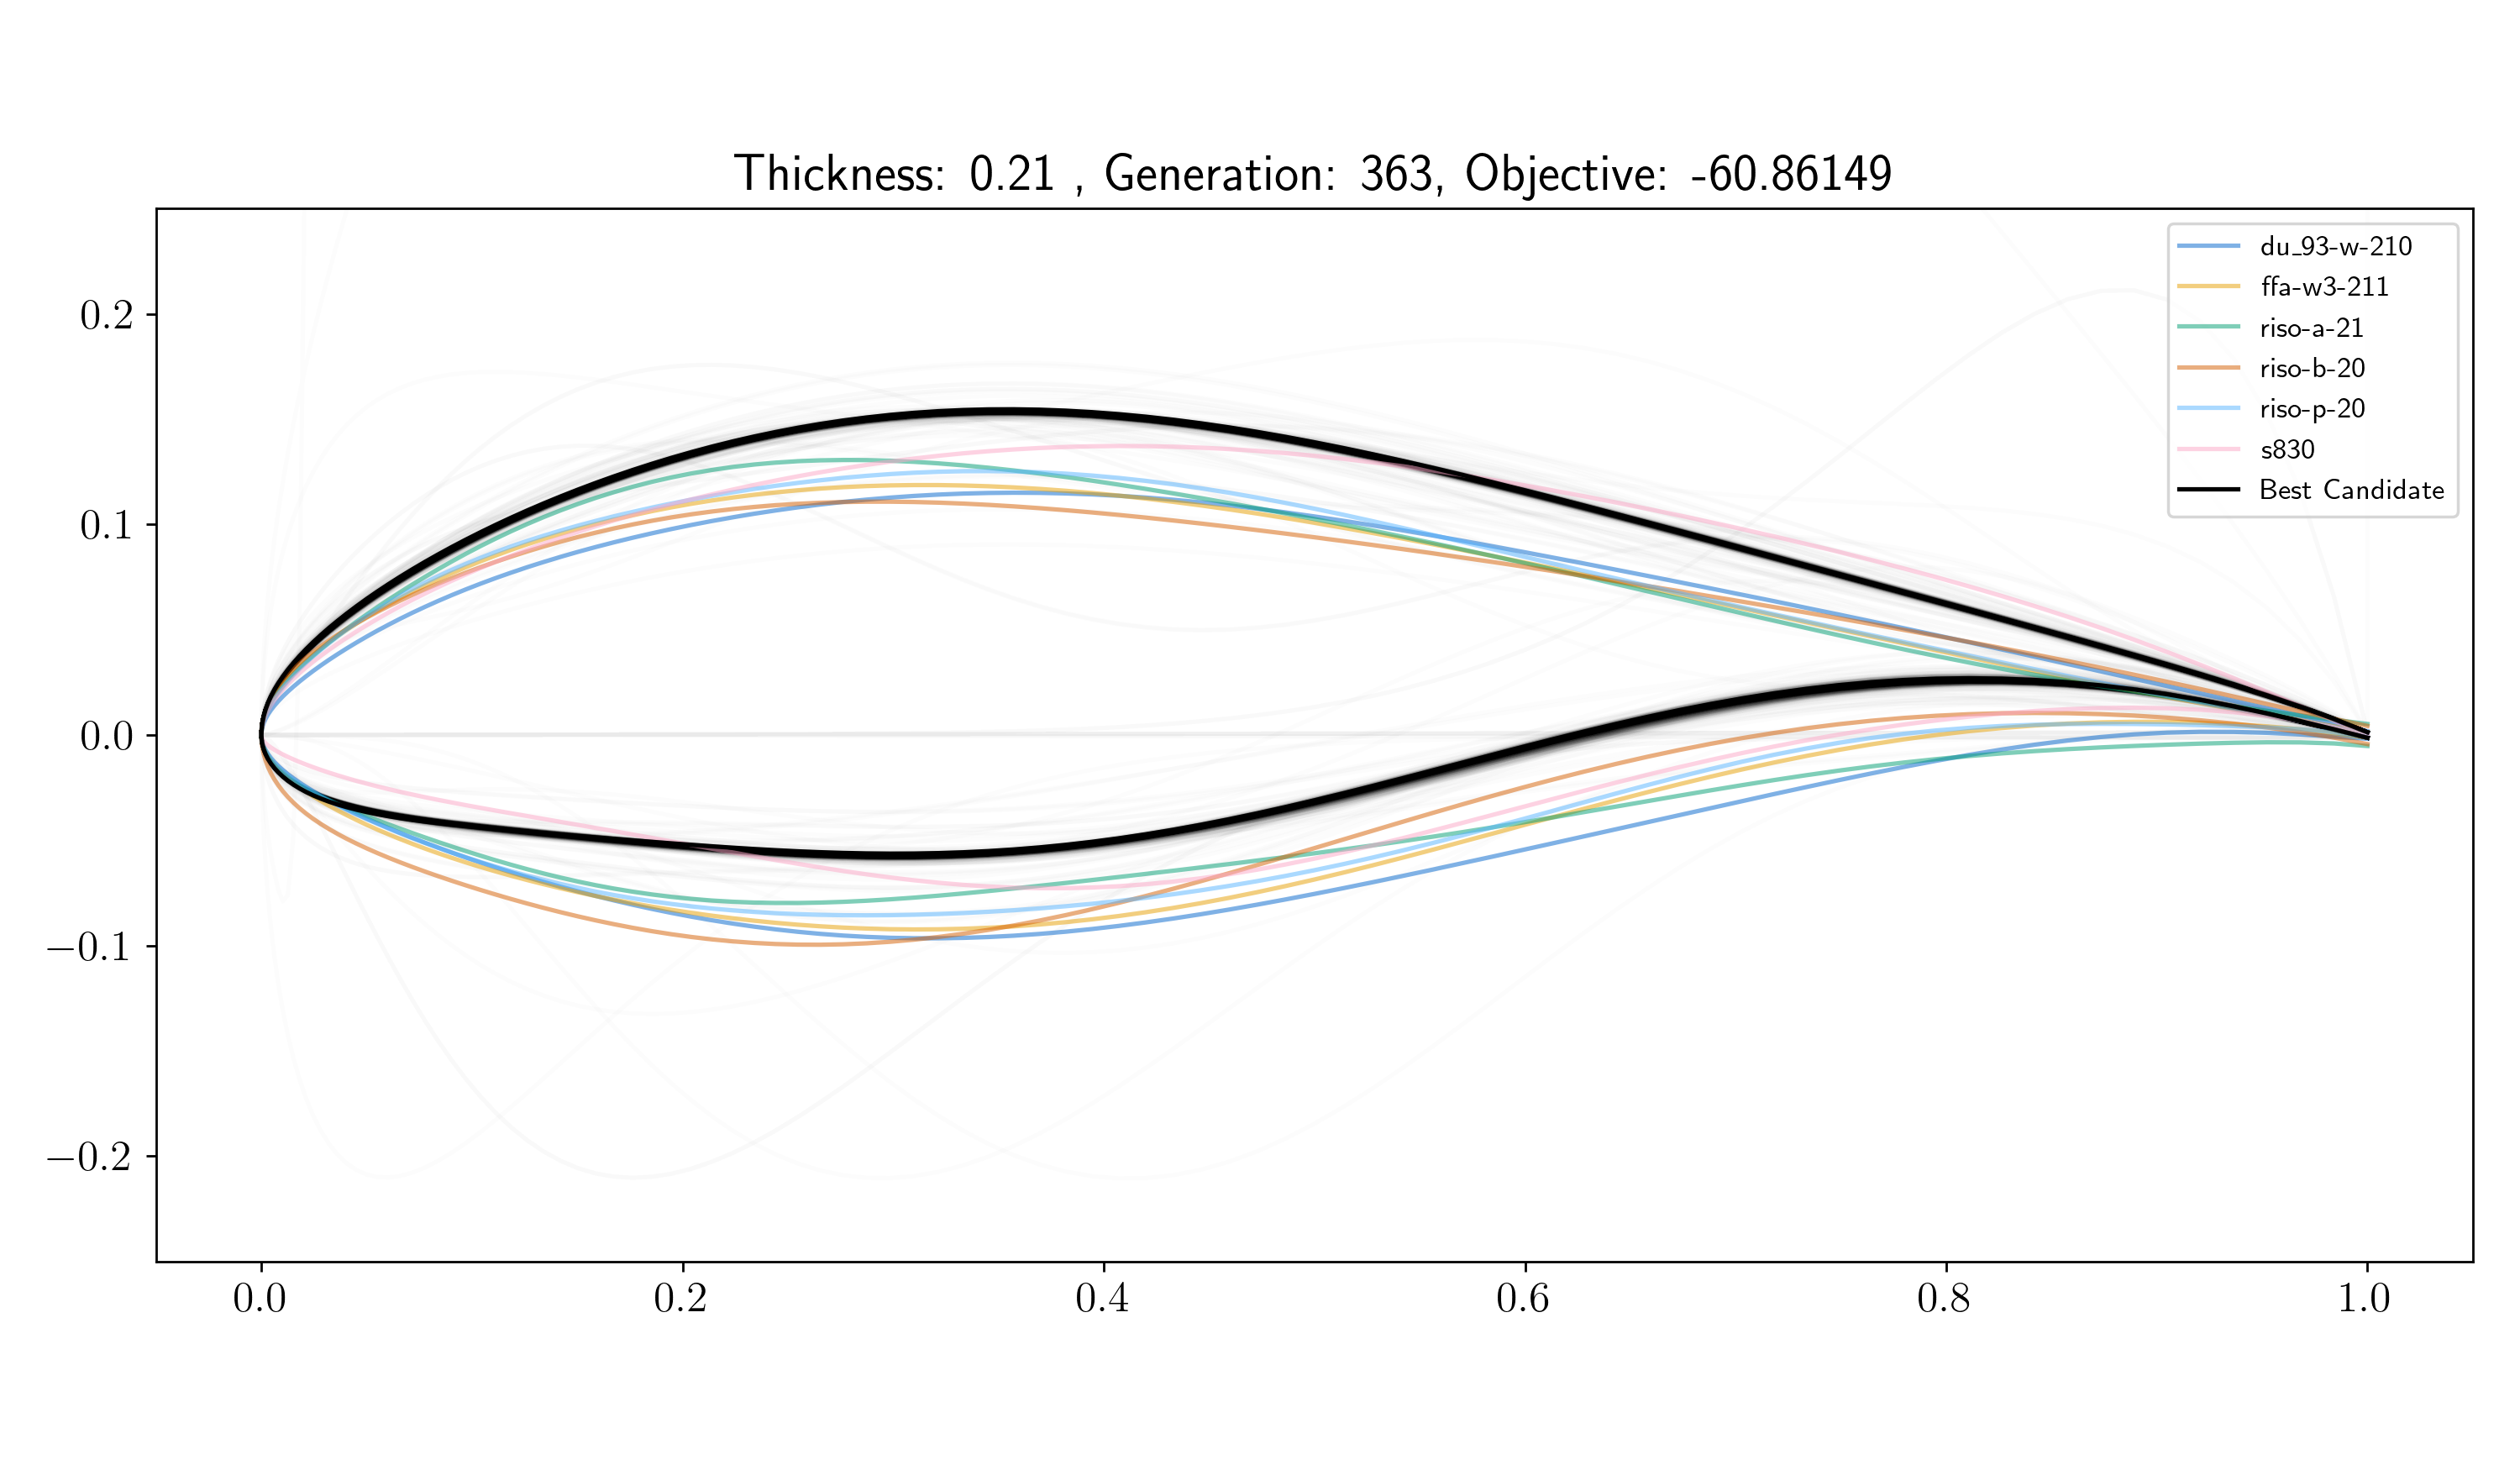 Thickness: 0.21 , Generation: 363, Objective: -60.86149
du_93-w-210
ffa-w3-211
riso-a-21
riso-b-20
riso-p-20
s830
Best Candidate
0.2
0.1
0.0
−0.1
−0.2
0.0 0.2 0.4 0.6 0.8 1.0